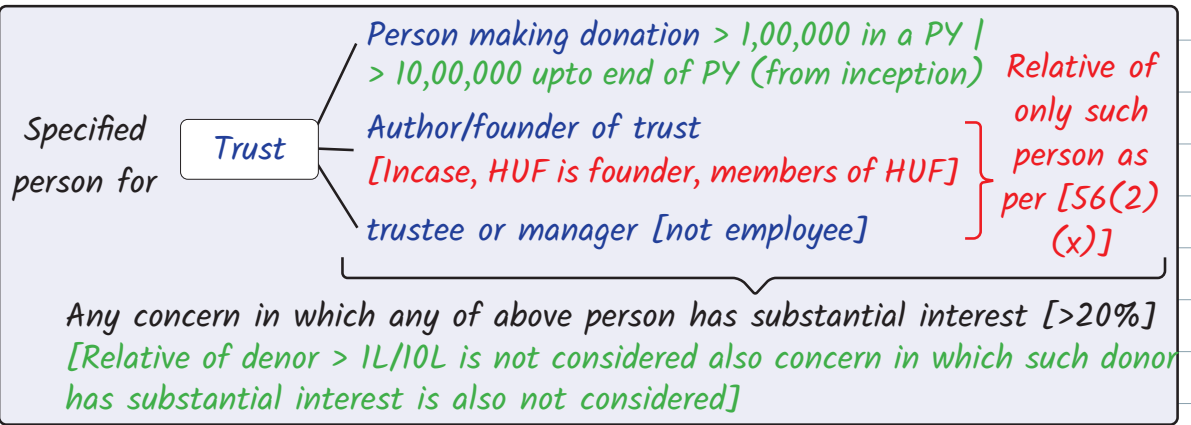 Specified
person for
Trust
Person making donation > 1,00,000 in a PY |
> 10,00,000 upto end of PY (from inception)
Author/founder of trust
[Incase, HUF is founder, members of HUF]
trustee or manager [not employee]
Relative of
only such
person as
per [56(2)
(x)]
Any concern in which any of above person has substantial interest [>20%]
[Relative of denor > 1L/10L is not considered also concern in which such donor
has substantial interest is also not considered]